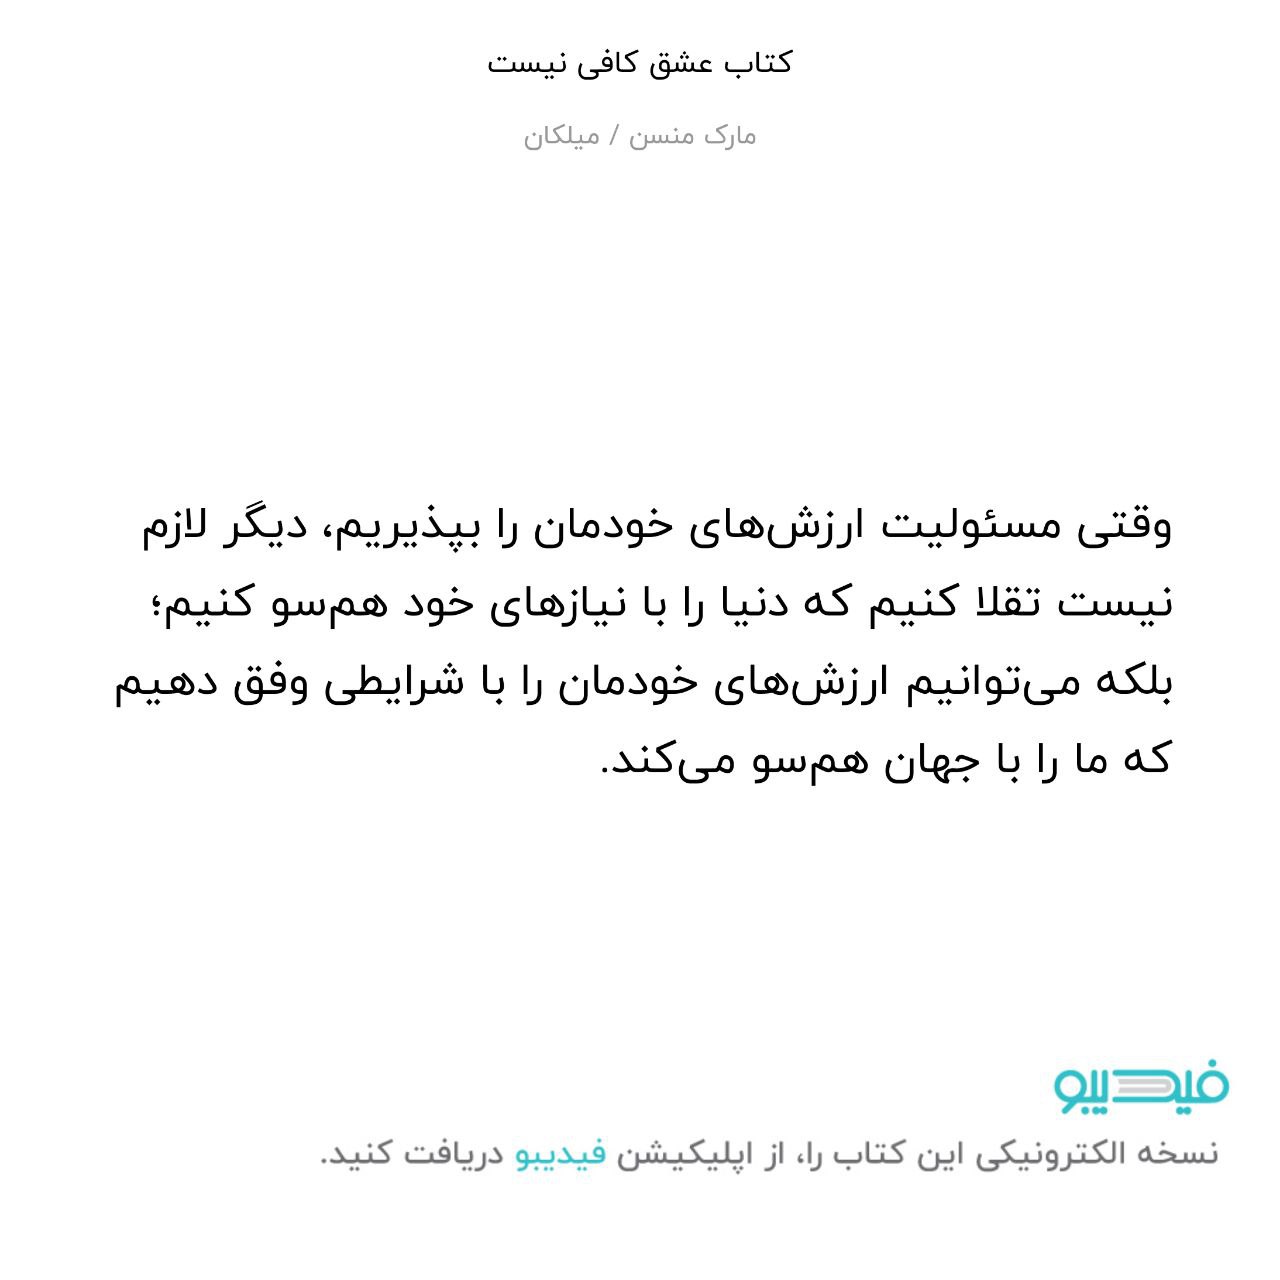 کتاب عشق کافی نیست
مارک منسن / میلکان
وقتی مسئولیت ارزش‌های خودمان را بپذیریم، دیگر لازم
نیست تقلا کنیم که دنیا را با نیازهای خود هم‌سو کنیم؛
بلکه می‌توانیم ارزش‌های خودمان را با شرایطی وفق دهیم
که ما را با جهان هم‌سو می‌کند.
فیدیبو
نسخه الکترونیکی این کتاب را، از اپلیکیشن فیدیبو دریافت کنید.